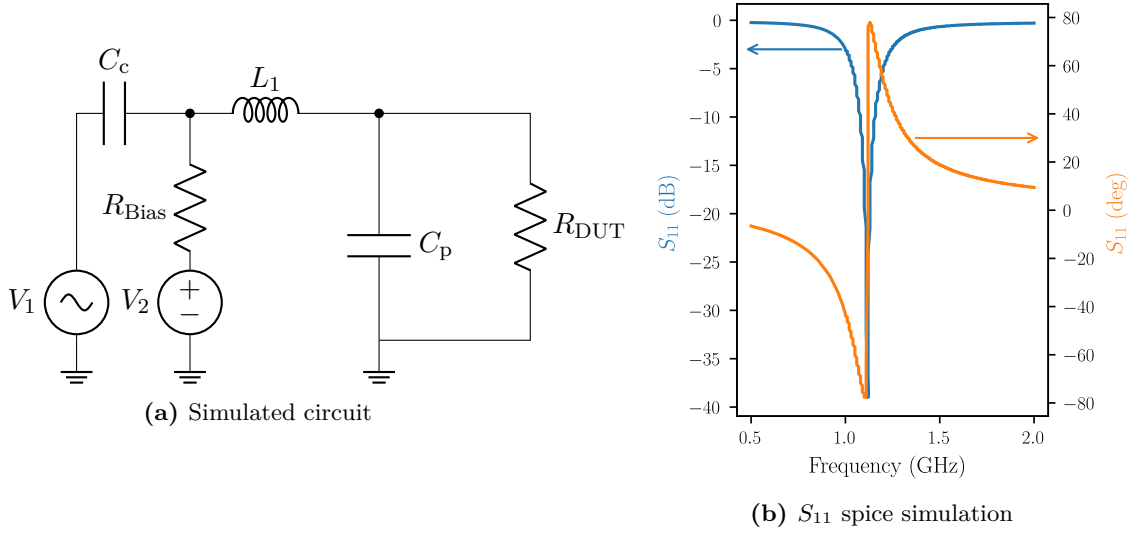 C_c
L_1
R_Bias
C_p
R_DUT
V_1
V_2
+
−
(a) Simulated circuit
0
−5
−10
−15
−20
−25
−30
−35
−40
S_11 (dB)
80
60
40
20
0
−20
−40
−60
−80
S_11 (deg)
0.5 1.0 1.5 2.0
Frequency (GHz)
(b) S_11 spice simulation